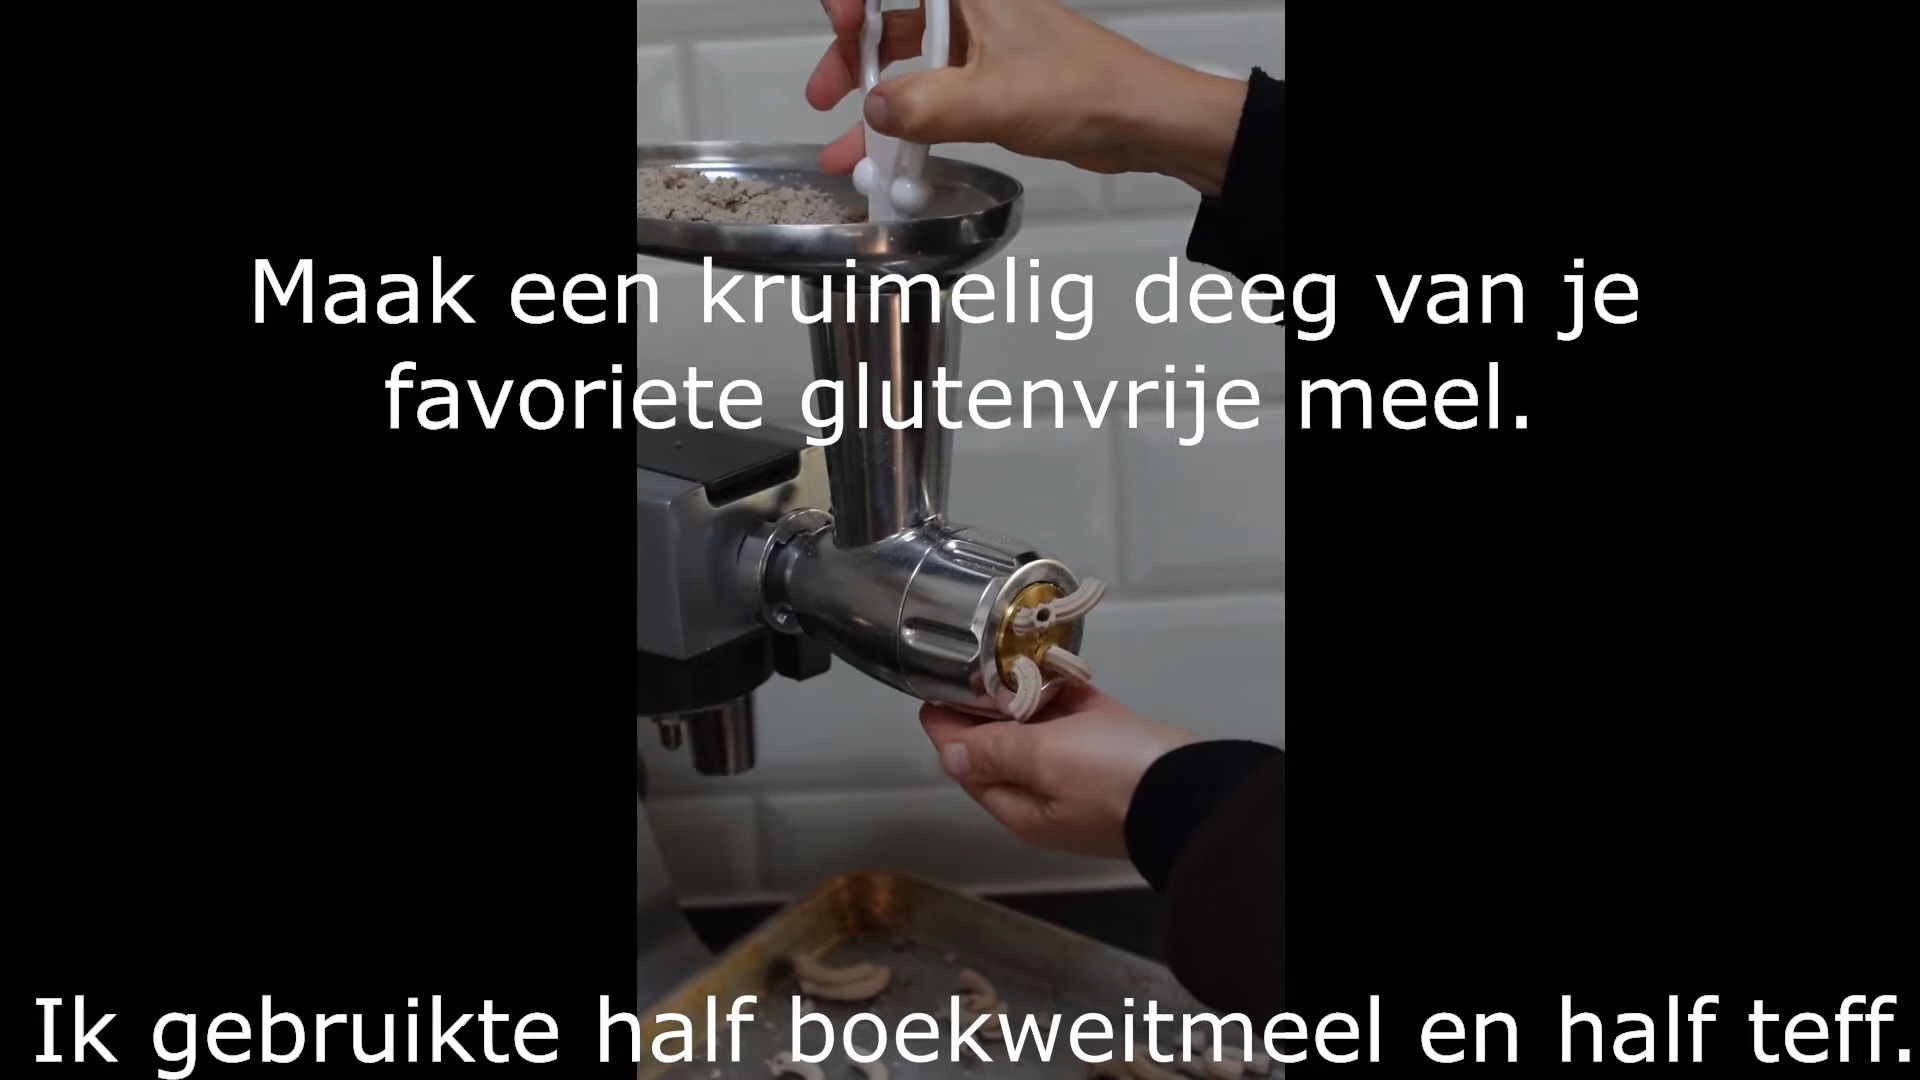 Maak een kruimelig deeg van je
favoriete glutenvrije meel.
Ik gebruikte half boekweitmeel en half teff.